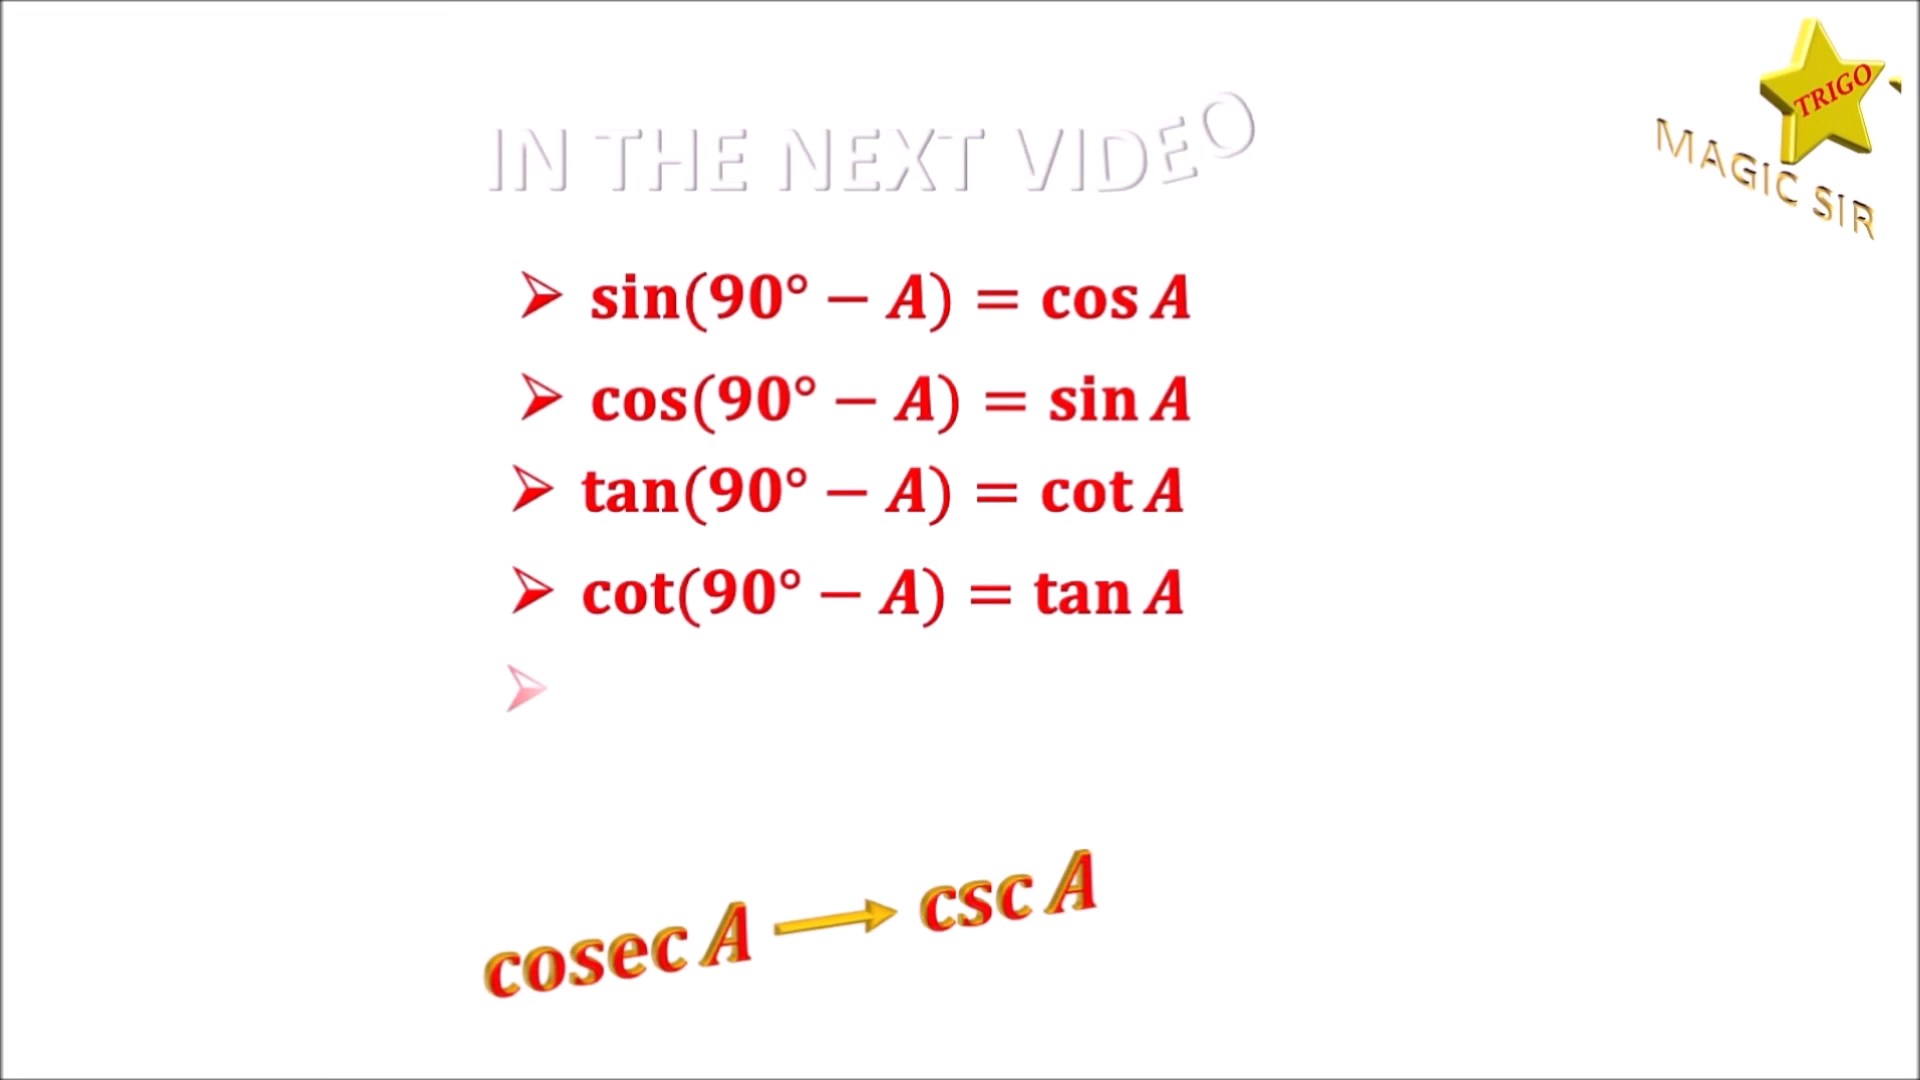 TRIGO
MAGIC SIR
IN THE NEXT VIDEO
➢ sin(90° − A) = cos A
➢ cos(90° − A) = sin A
➢ tan(90° − A) = cot A
➢ cot(90° − A) = tan A
➢
cosec A → csc A